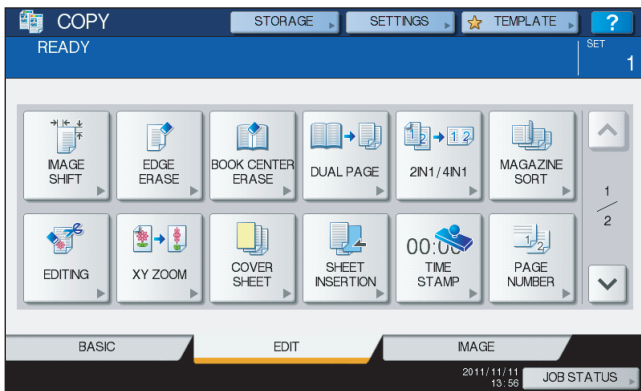 COPY
STORAGE
SETTINGS
TEMPLATE
?
READY
SET
1
IMAGE
SHIFT
EDGE
ERASE
BOOK CENTER
ERASE
DUAL PAGE
2IN1/4IN1
MAGAZINE
SORT
1
2
EDITING
XY ZOOM
COVER
SHEET
SHEET
INSERTION
00:00
TIME
STAMP
PAGE
NUMBER
BASIC
EDIT
IMAGE
2011/11/11
13:56
JOB STATUS